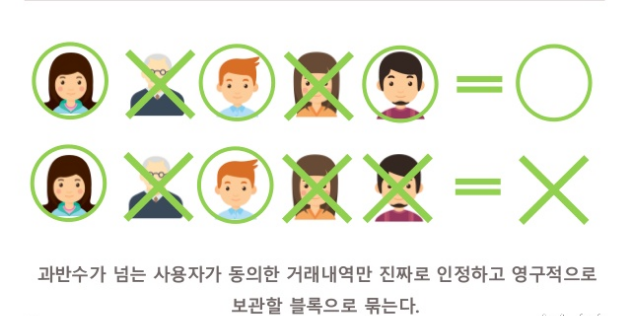 과반수가 넘는 사용자가 동의한 거래내역만 진짜로 인정하고 영구적으로
보관할 블록으로 묶는다.